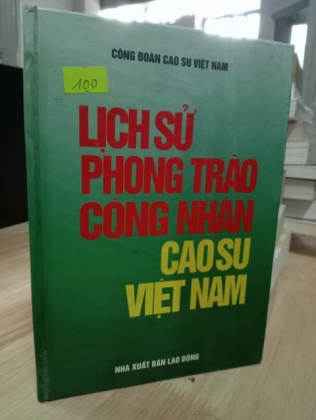 CÔNG ĐOÀN CAO SU VIỆT NAM
100
LỊCH SỬ
PHONG TRÀO
CÔNG NHÂN
CAO SU
VIỆT NAM
NHÀ XUẤT BẢN LAO ĐỘNG